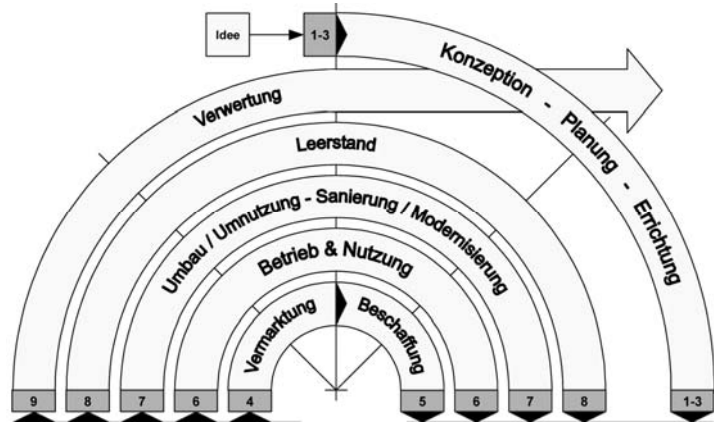 Idee
1-3
Konzeption - Planung - Errichtung
Verwertung
Leerstand
Umbau / Umnutzung - Sanierung / Modernisierung
Betrieb & Nutzung
Vermarktung
Beschaffung
9
8
7
6
4
5
6
7
8
1-3